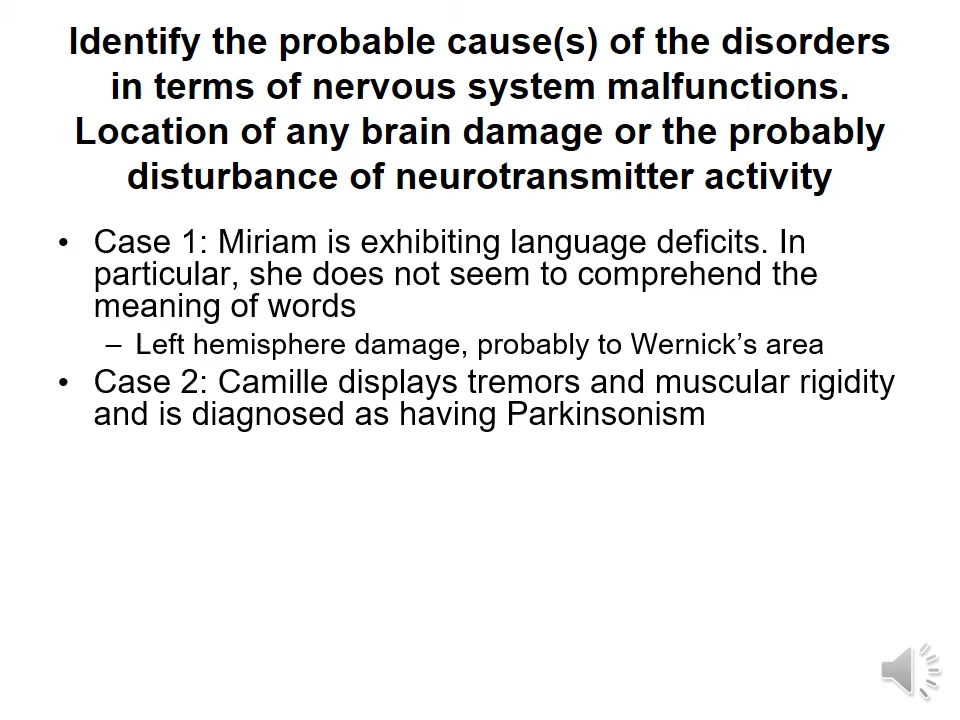 Identify the probable cause(s) of the disorders
in terms of nervous system malfunctions.
Location of any brain damage or the probably
disturbance of neurotransmitter activity
• Case 1: Miriam is exhibiting language deficits. In
particular, she does not seem to comprehend the
meaning of words
– Left hemisphere damage, probably to Wernick’s area
• Case 2: Camille displays tremors and muscular rigidity
and is diagnosed as having Parkinsonism